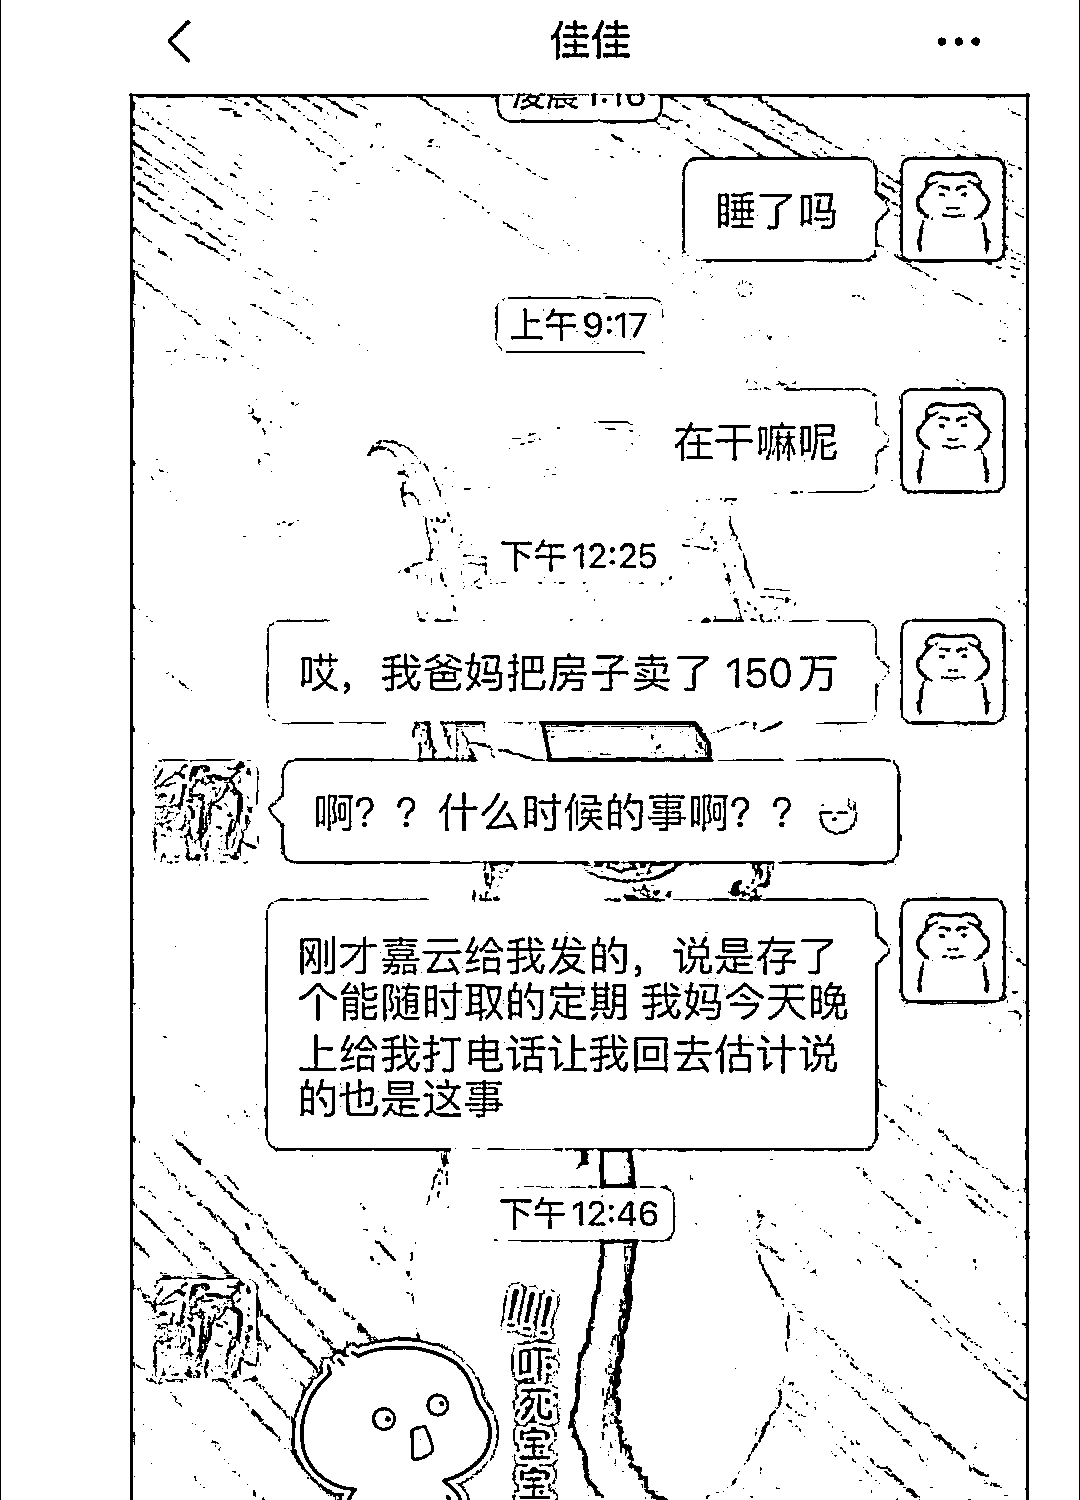 佳佳
凌晨1:16
睡了吗
上午9:17
在干嘛呢
下午12:25
哎，我爸妈把房子卖了 150万
啊？？什么时候的事啊？？
刚才嘉云给我发的，说是存了
个能随时取的定期 我妈今天晚
上给我打电话让我回去估计说
的也是这事
下午12:46
!!!!
吓死宝宝